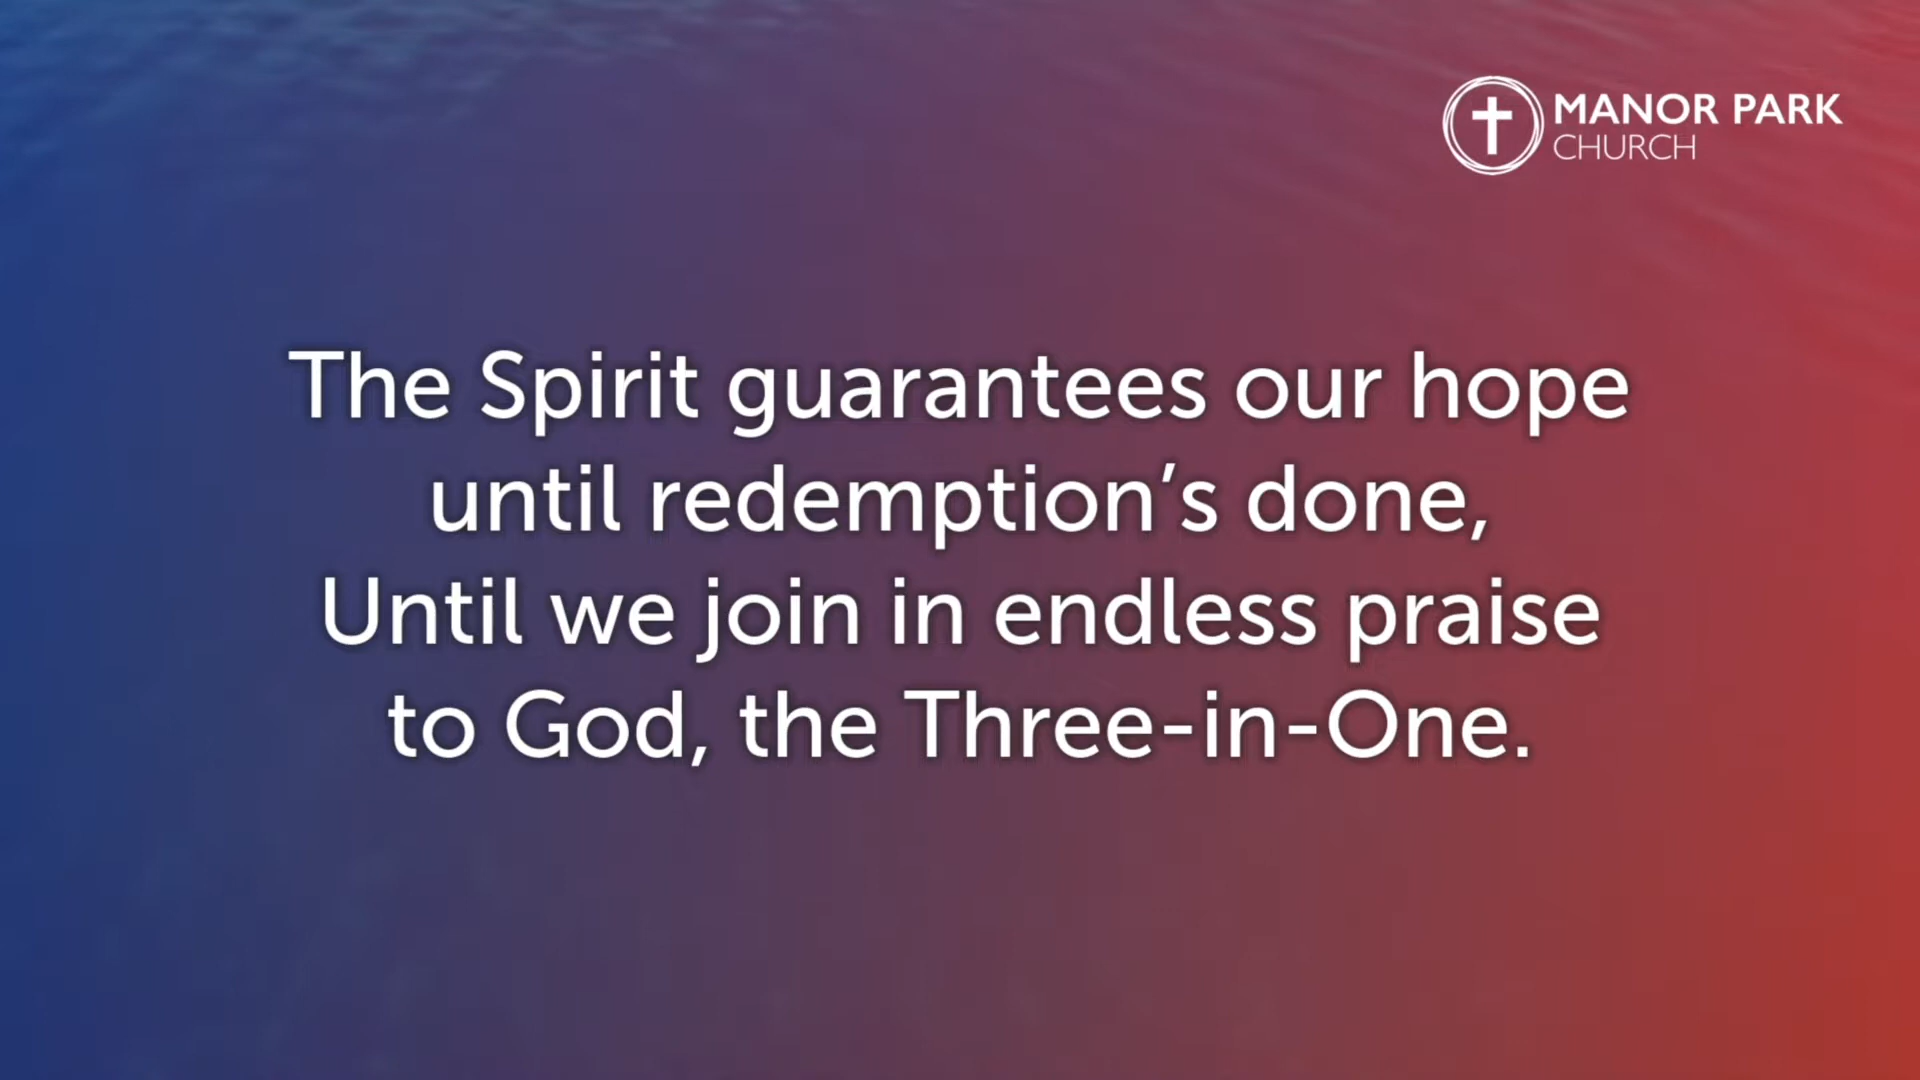 MANOR PARK
CHURCH
The Spirit guarantees our hope
until redemption’s done,
Until we join in endless praise
to God, the Three-in-One.